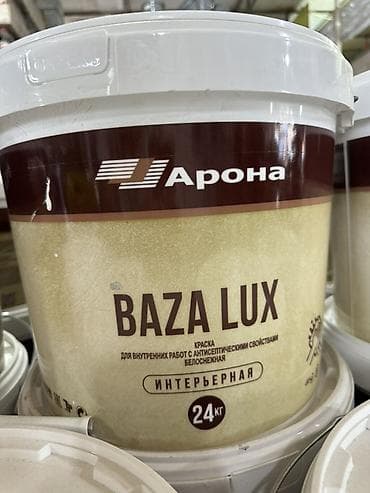 Арона
BAZA LUX
КРАСКА
ДЛЯ ВНУТРЕННИХ РАБОТ С АНТИСЕПТИЧЕСКИМИ СВОЙСТВАМИ
БЕЛОСНЕЖНАЯ
ИНТЕРЬЕРНАЯ
24КГ